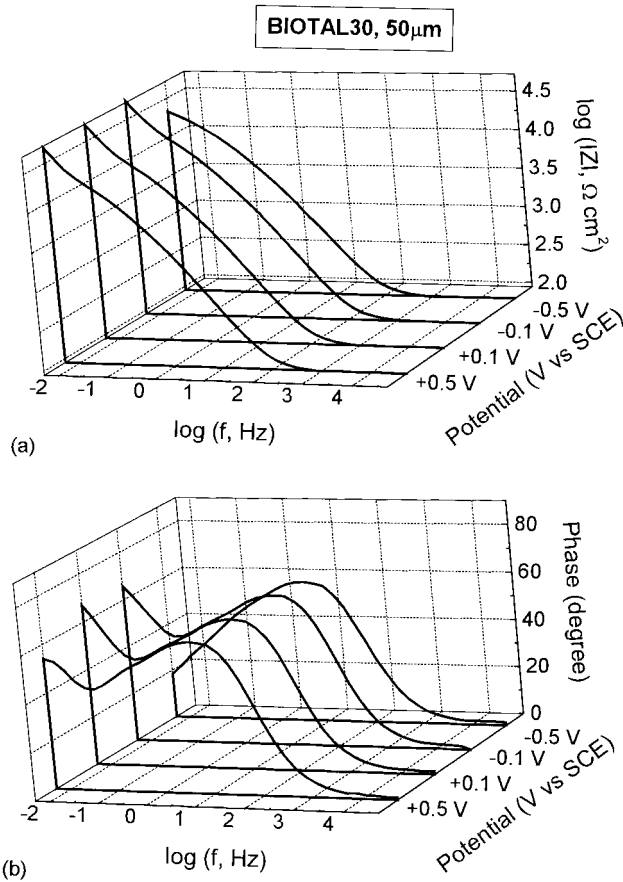 BIOTAL30, 50μm
4.5
4.0
3.5
3.0
2.5
2.0
log (IZI, Ω cm²)
-0.5 V
-0.1 V
+0.1 V
+0.5 V
Potential (V vs SCE)
-2 -1 0 1 2 3 4
log (f, Hz)
(a)
80
60
40
20
0
Phase (degree)
-0.5 V
-0.1 V
+0.1 V
+0.5 V
Potential (V vs SCE)
-2 -1 0 1 2 3 4
log (f, Hz)
(b)